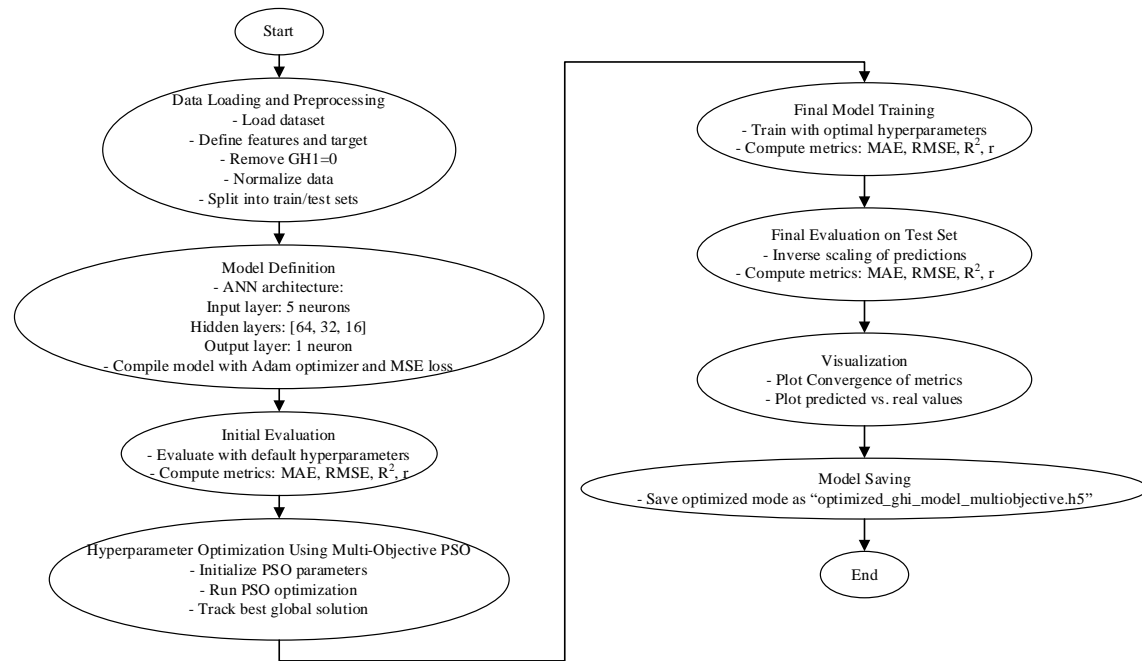 Start
Data Loading and Preprocessing
- Load dataset
- Define features and target
- Remove GH1=0
- Normalize data
- Split into train/test sets
Model Definition
- ANN architecture:
Input layer: 5 neurons
Hidden layers: [64, 32, 16]
Output layer: 1 neuron
- Compile model with Adam optimizer and MSE loss
Initial Evaluation
- Evaluate with default hyperparameters
- Compute metrics: MAE, RMSE, R², r
Hyperparameter Optimization Using Multi-Objective PSO
- Initialize PSO parameters
- Run PSO optimization
- Track best global solution
Final Model Training
- Train with optimal hyperparameters
- Compute metrics: MAE, RMSE, R², r
Final Evaluation on Test Set
- Inverse scaling of predictions
- Compute metrics: MAE, RMSE, R², r
Visualization
- Plot Convergence of metrics
- Plot predicted vs. real values
Model Saving
- Save optimized mode as “optimized_ghi_model_multiobjective.h5”
End